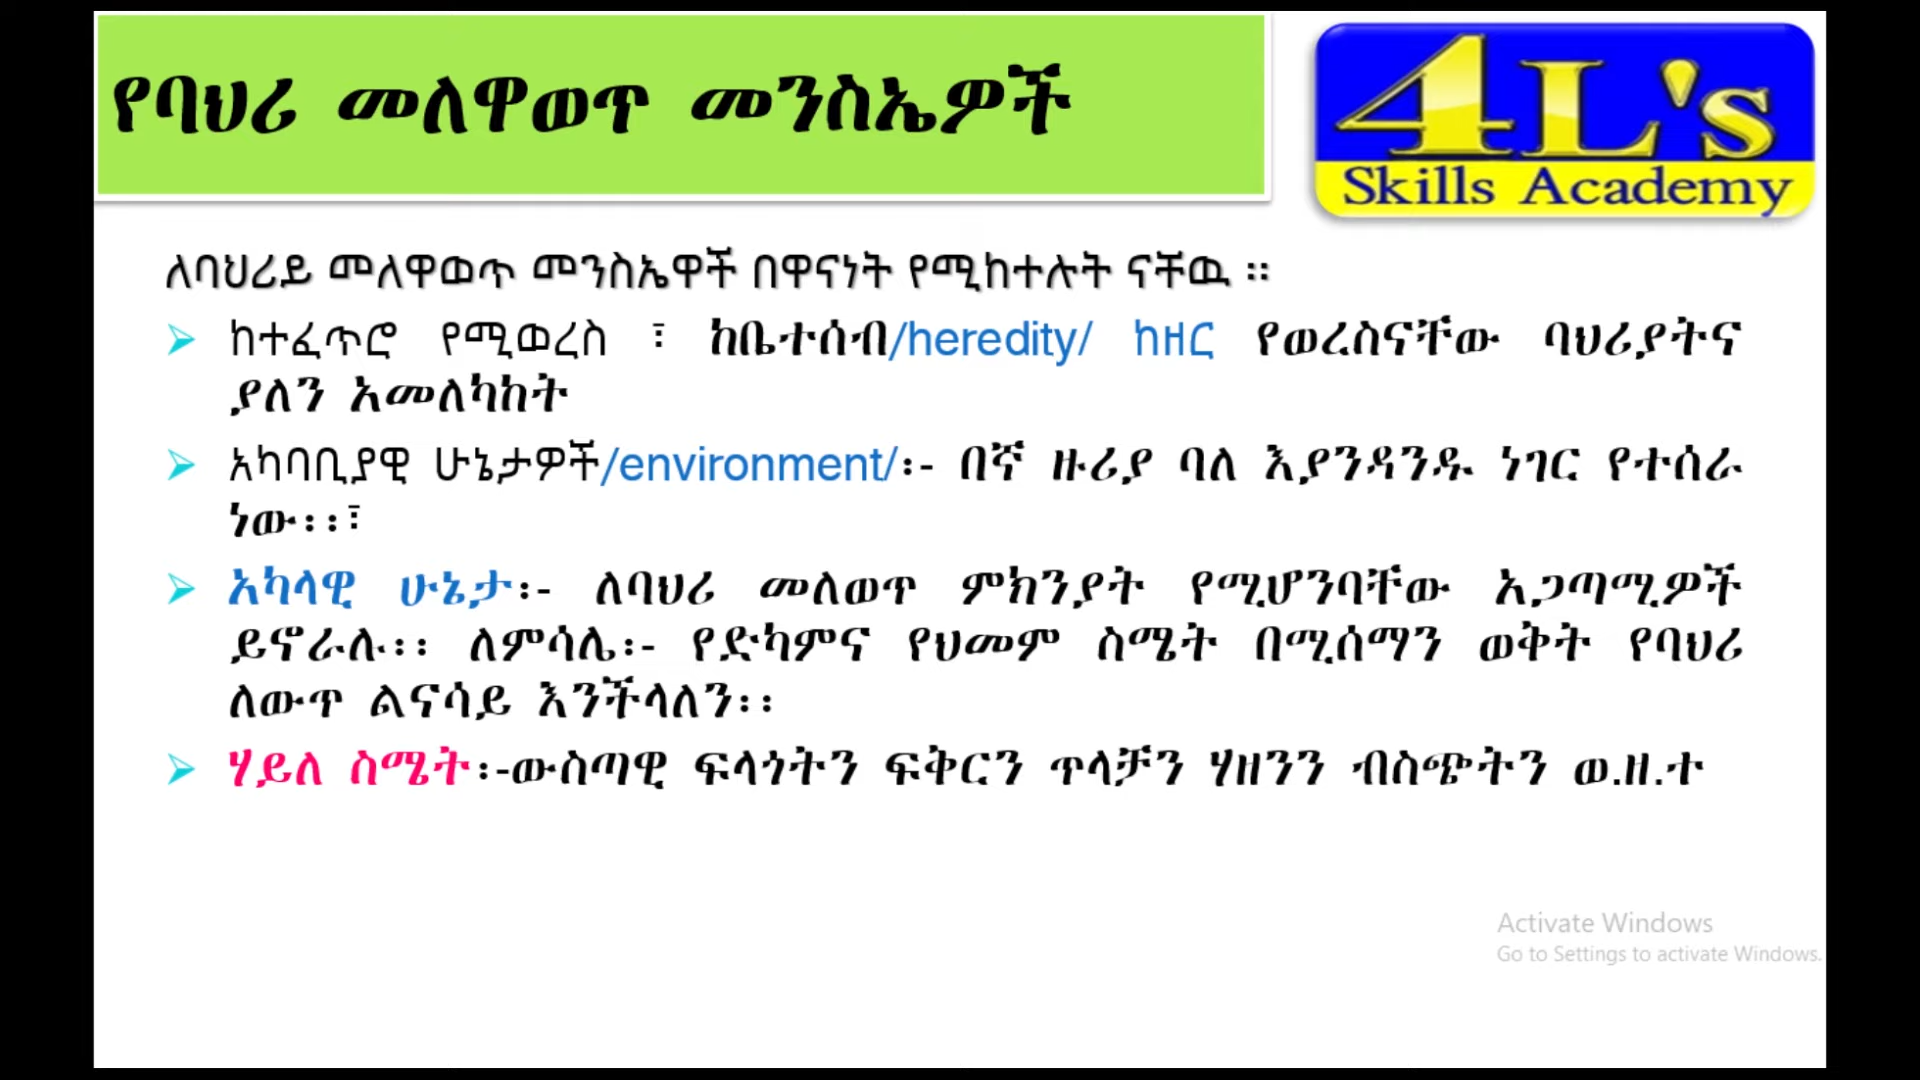 የባህሪ መለዋወጥ መንስኤዎች
4L's
Skills Academy
ለባህሪይ መለዋወጥ መንስኤዋች በዋናነት የሚከተሉት ናቸዉ ።
ከተፈጥሮ የሚወረስ ፣ ከቤተሰብ/heredity/ ከዘር የወረስናቸው ባህሪያትና
ያለን አመለካከት
አካባቢያዊ ሁኔታዎች/environment/፡- በኛ ዙሪያ ባለ እያንዳንዱ ነገር የተሰራ
ነው፡፡፣
አካላዊ ሁኔታ፡- ለባህሪ መለወጥ ምክንያት የሚሆንባቸው አጋጣሚዎች
ይኖራሉ፡፡ ለምሳሌ፡- የድካምና የህመም ስሜት በሚሰማን ወቅት የባህሪ
ለውጥ ልናሳይ እንችላለን፡፡
ሃይለ ስሜት፡-ውስጣዊ ፍላጎትን ፍቅርን ጥላቻን ሃዘንን ብስጭትን ወ.ዘ.ተ
Activate Windows
Go to Settings to activate Windows.